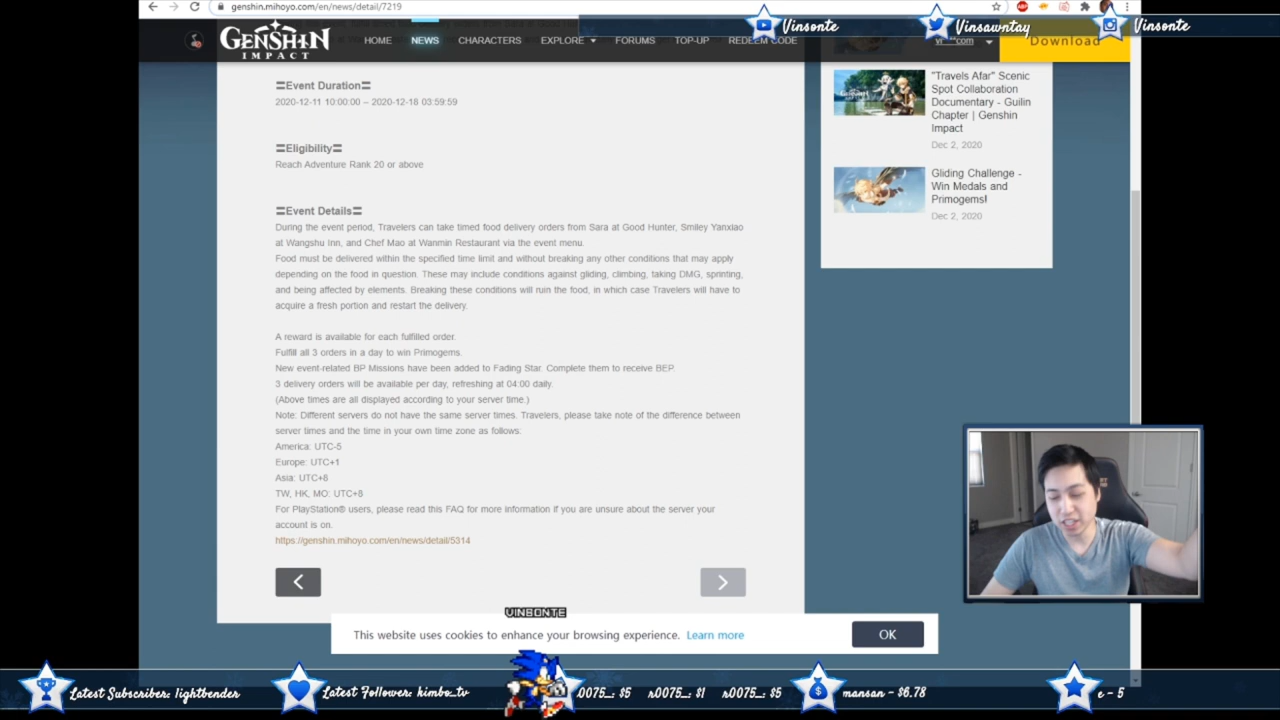 genshin.mihoyo.com/en/news/detail/7219
Vinsonte
Vinsawntay
Vinsonte
GENSHIN
IMPACT
HOME
NEWS
CHARACTERS
EXPLORE
FORUMS
TOP-UP
REDEEM CODE
vi***com
Download
〓Event Duration〓
2020-12-11 10:00:00 – 2020-12-18 03:59:59
〓Eligibility〓
Reach Adventure Rank 20 or above
〓Event Details〓
During the event period, Travelers can take timed food delivery orders from Sara at Good Hunter, Smiley Yanxiao
at Wangshu Inn, and Chef Mao at Wanmin Restaurant via the event menu.
Food must be delivered within the specified time limit and without breaking any other conditions that may apply
depending on the food in question. These may include conditions against gliding, climbing, taking DMG, sprinting,
and being affected by elements. Breaking these conditions will ruin the food, in which case Travelers will have to
acquire a fresh portion and restart the delivery.
A reward is available for each fulfilled order.
Fulfill all 3 orders in a day to win Primogems.
New event-related BP Missions have been added to Fading Star. Complete them to receive BEP.
3 delivery orders will be available per day, refreshing at 04:00 daily.
(Above times are all displayed according to your server time.)
Note: Different servers do not have the same server times. Travelers, please take note of the difference between
server times and the time in your own time zone as follows:
America: UTC-5
Europe: UTC+1
Asia: UTC+8
TW, HK, MO: UTC+8
For PlayStation® users, please read this FAQ for more information if you are unsure about the server your
account is on.
https://genshin.mihoyo.com/en/news/detail/5314
"Travels Afar" Scenic
Spot Collaboration
Documentary - Guilin
Chapter | Genshin
Impact
Dec 2, 2020
Gliding Challenge -
Win Medals and
Primogems!
Dec 2, 2020
VINSONTE
This website uses cookies to enhance your browsing experience. Learn more
OK
Latest Subscriber: lightbender
Latest Follower: kimbo_tv
r0075_: $5
r0075_: $1
r0075_: $5
mansan - $6.78
e - 5